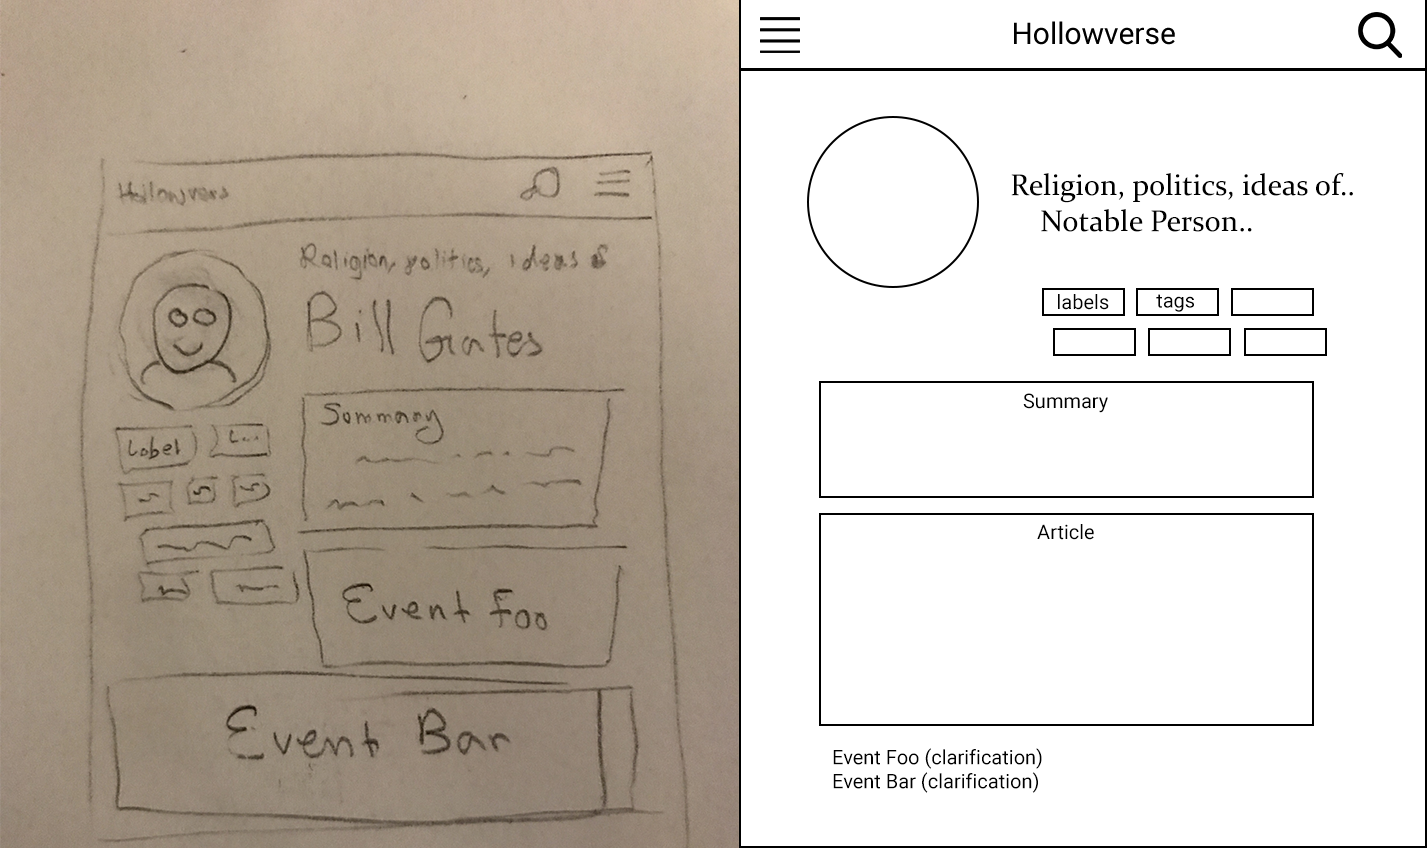 Hollowverse
Religion, politics, ideas of
Bill Gates
Summary
Label
L...
Event Foo
Event Bar
Hollowverse
Religion, politics, ideas of..
Notable Person..
labels
tags
Summary
Article
Event Foo (clarification)
Event Bar (clarification)